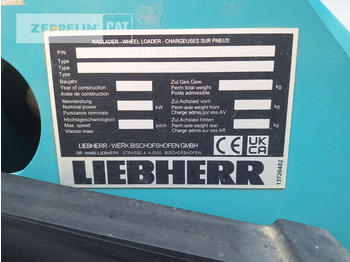 ZEPPELIN CAT
RADLADER - WHEEL LOADER - CHARGEUSES SUR PNEUS
PIN
Type
Type
Type
Baujahr
Year of construction
Année de construction
Nennleistung
Nominal power kW
Puissance nominale
Höchstgeschwindigkeit
Max. speed km/h
Vitesse maxi.
Zul. Ges Gew.
Perm. total weight kg
Poids admissible
Zul. Achslast vorn
Perm. axle weight front kg
Charge adms. sur ess. AV
Zul. Achslast hinten
Perm. axle weight rear kg
Charge adms. sur ess. AR
LIEBHERR - WERK BISCHOFSHOFEN GMBH
DR. HANS LIEBHERR - STRASSE 4 A-5500 BISCHOFSHOFEN
CE UK CA
LIEBHERR
13720482